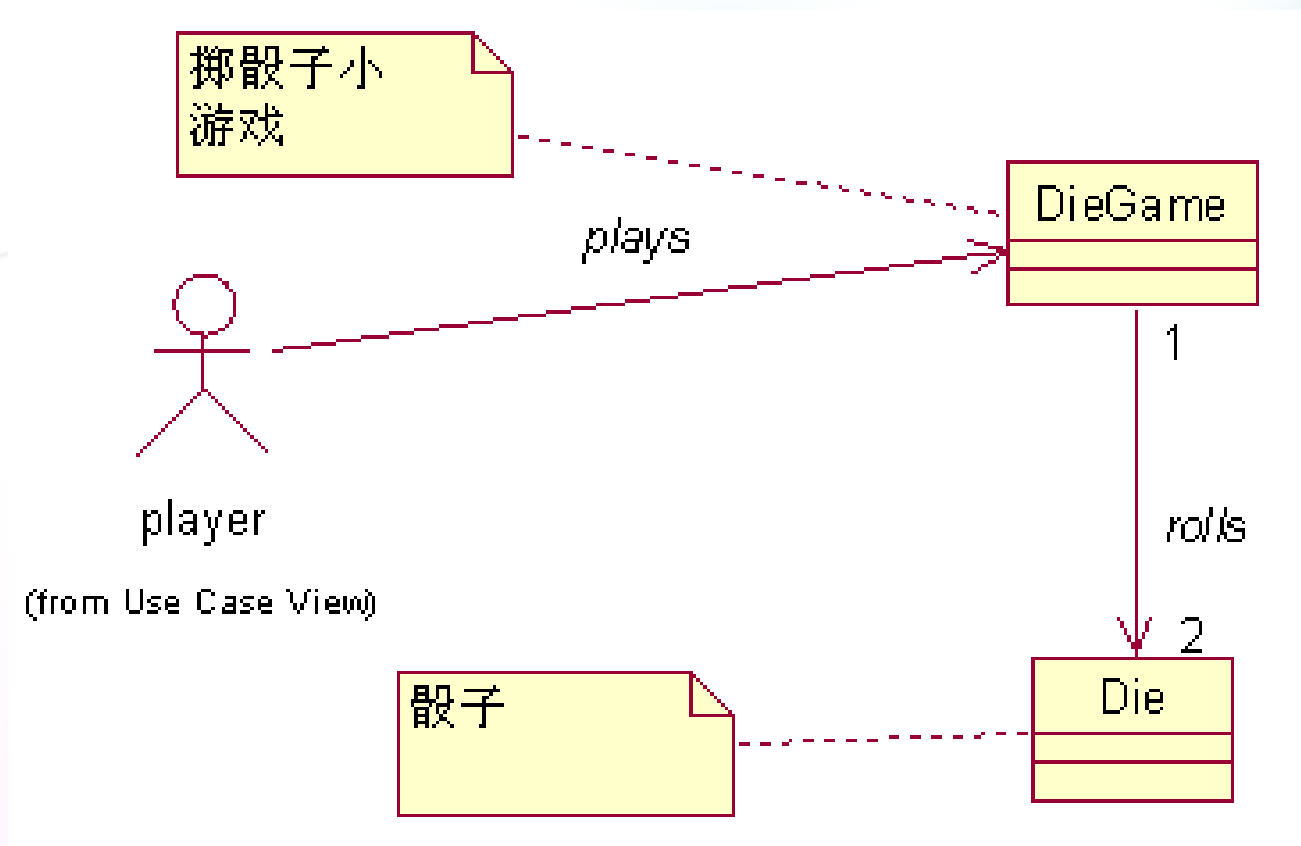 掷骰子小
游戏
DieGame
plays
1
player
rolls
(from Use Case View)
2
骰子
Die